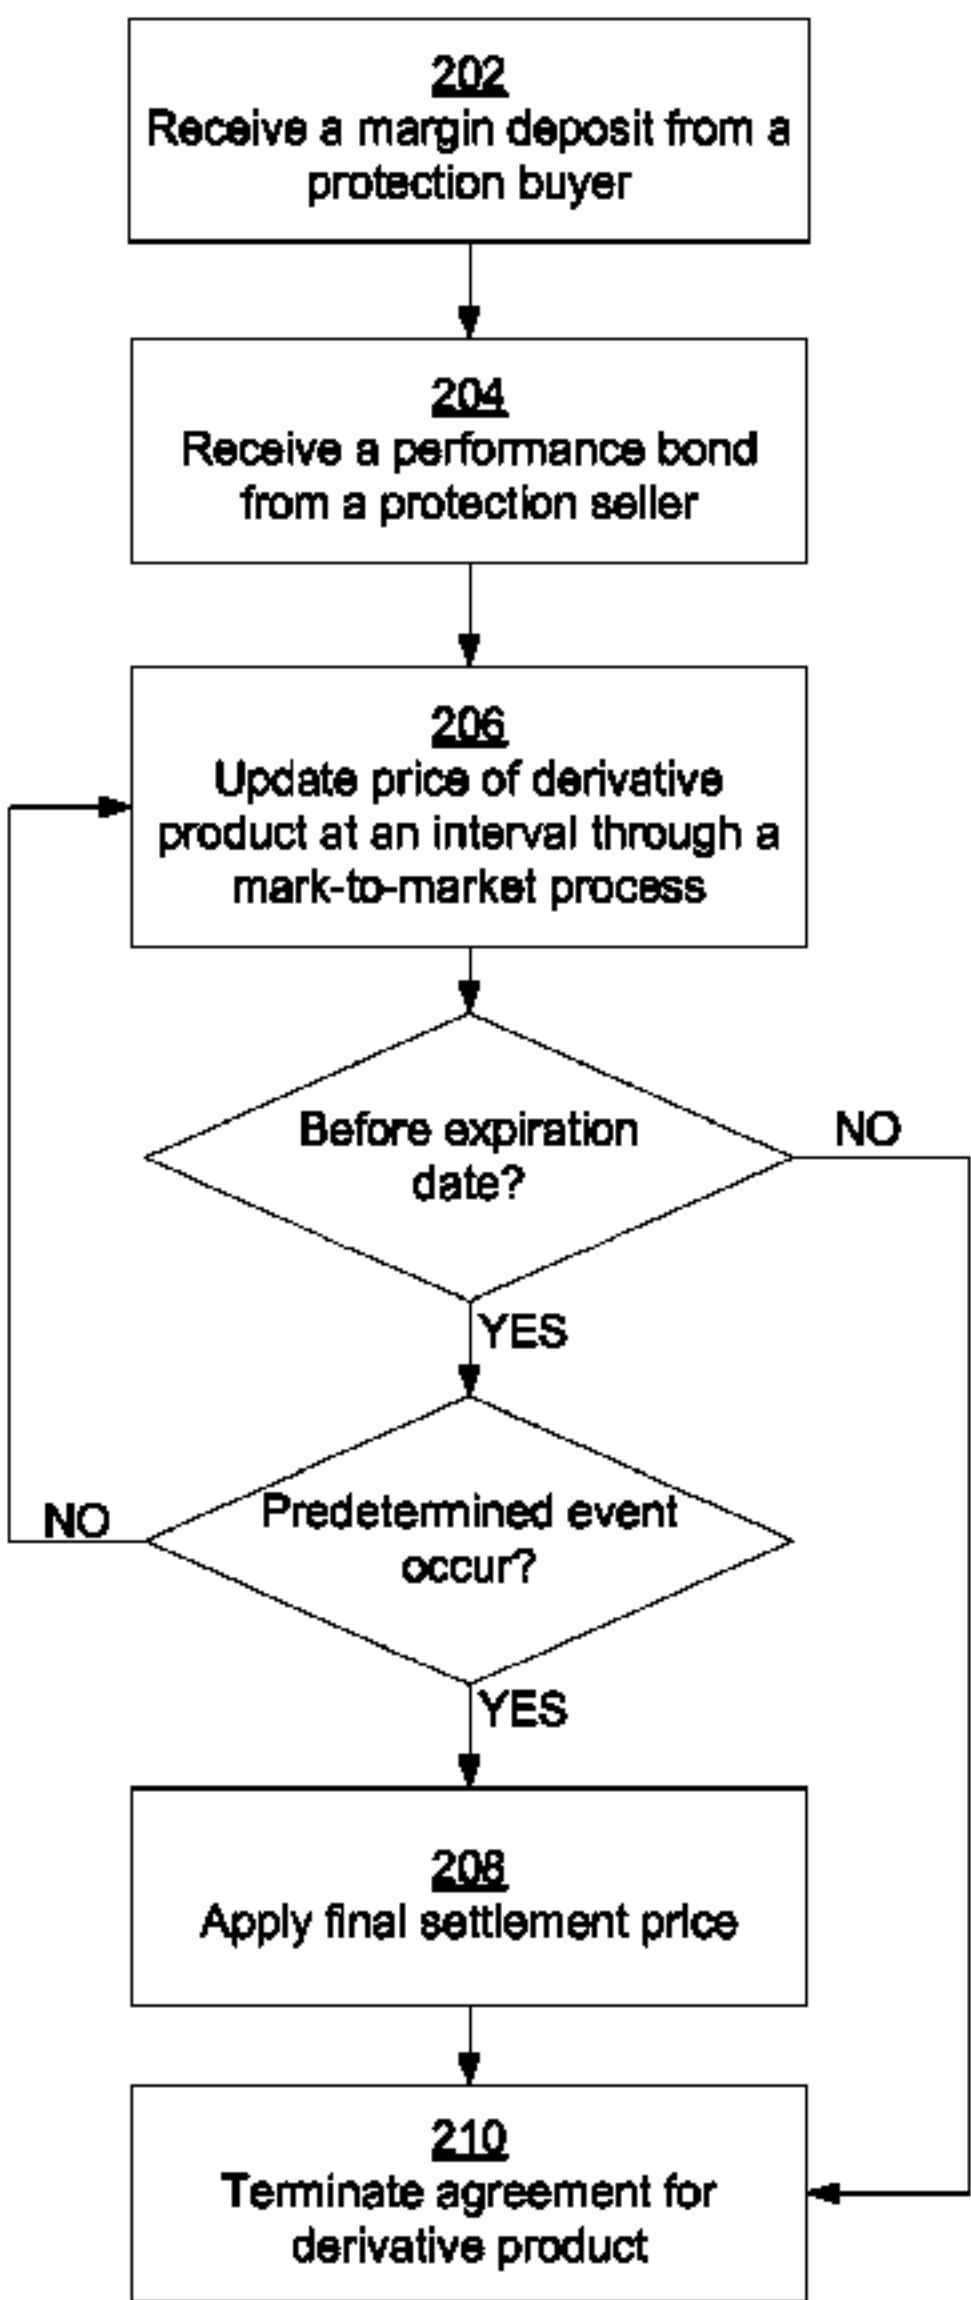 202
Receive a margin deposit from a
protection buyer
204
Receive a performance bond
from a protection seller
206
Update price of derivative
product at an interval through a
mark-to-market process
Before expiration
date?
NO
YES
Predetermined event
occur?
NO
YES
208
Apply final settlement price
210
Terminate agreement for
derivative product